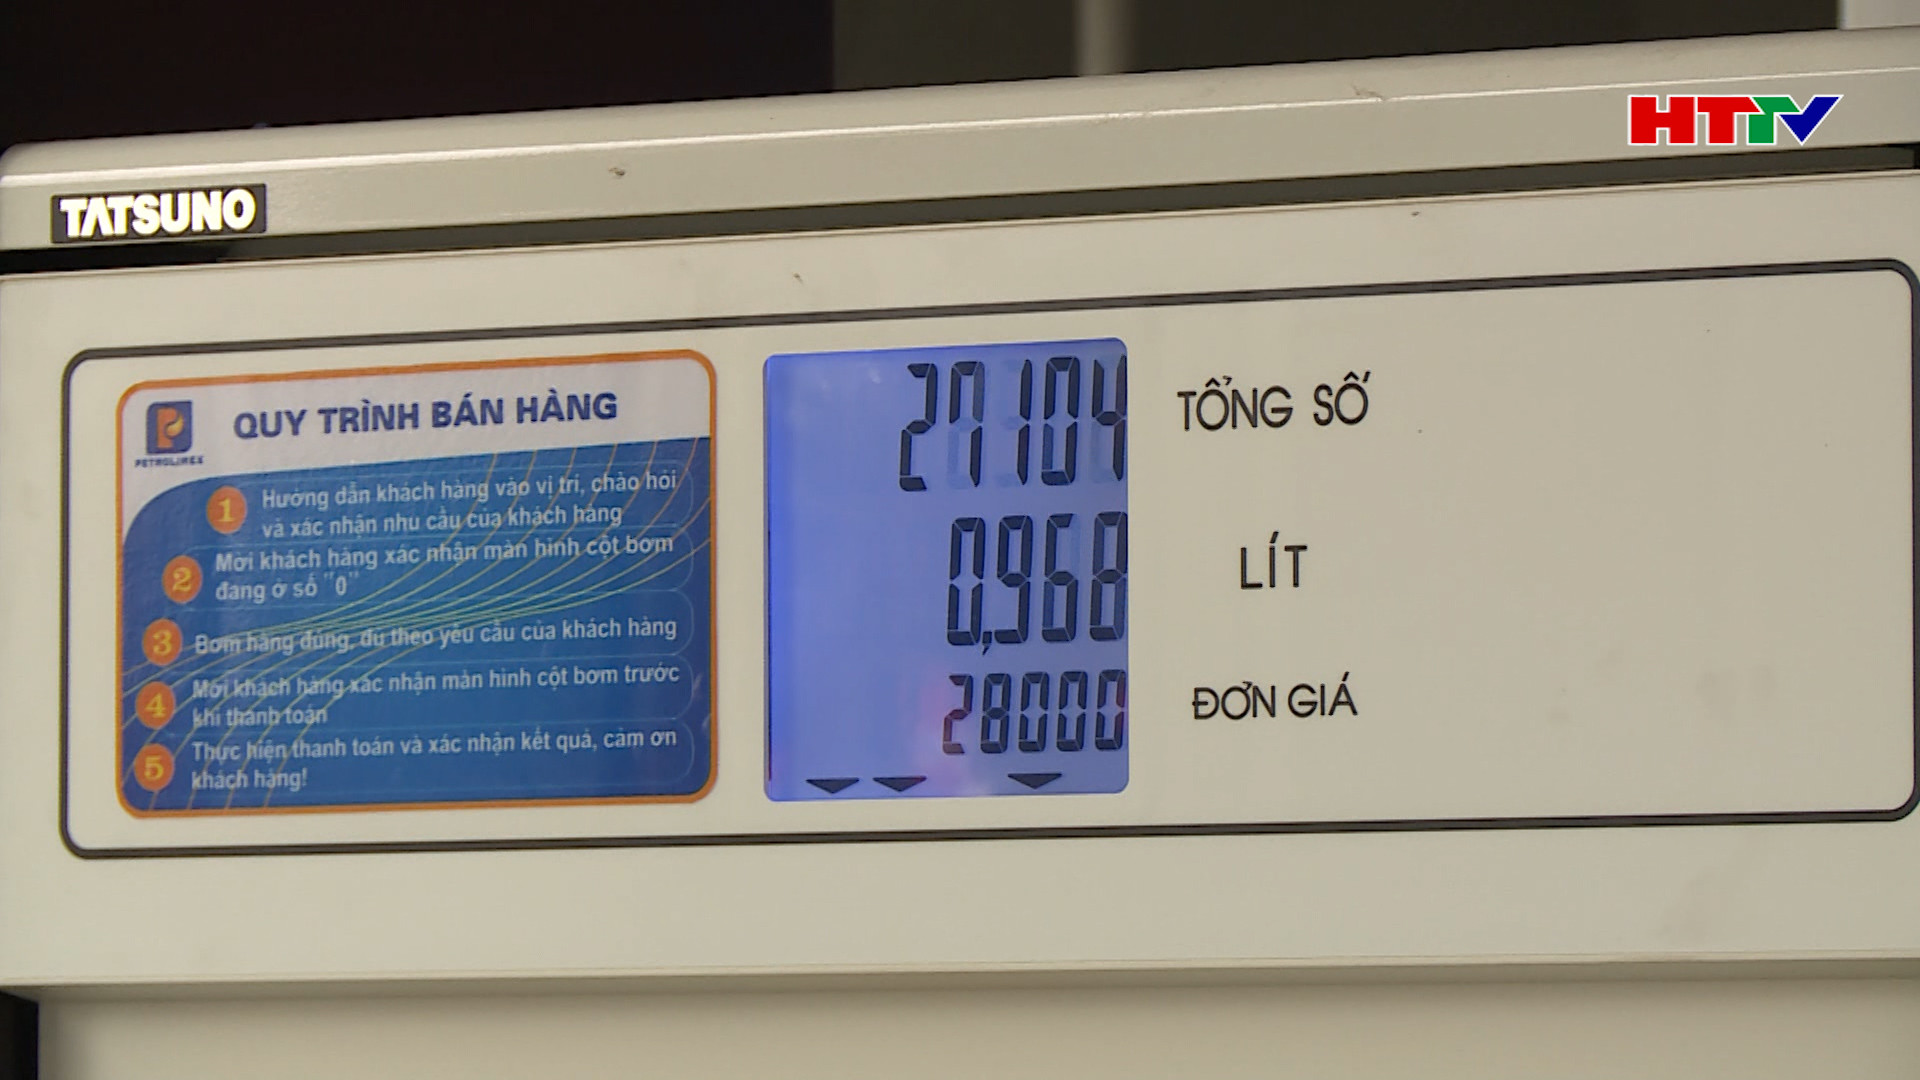 HTTV
TATSUNO
PETROLIMEX
QUY TRÌNH BÁN HÀNG
1 Hướng dẫn khách hàng vào vị trí, chào hỏi
và xác nhận nhu cầu của khách hàng
2 Mời khách hàng xác nhận màn hình cột bơm
đang ở số "0"
3 Bơm hàng đúng, đủ theo yêu cầu của khách hàng
4 Mời khách hàng xác nhận màn hình cột bơm trước
khi thanh toán
5 Thực hiện thanh toán và xác nhận kết quả, cảm ơn
khách hàng!
27104 TỔNG SỐ
0,968 LÍT
28000 ĐƠN GIÁ